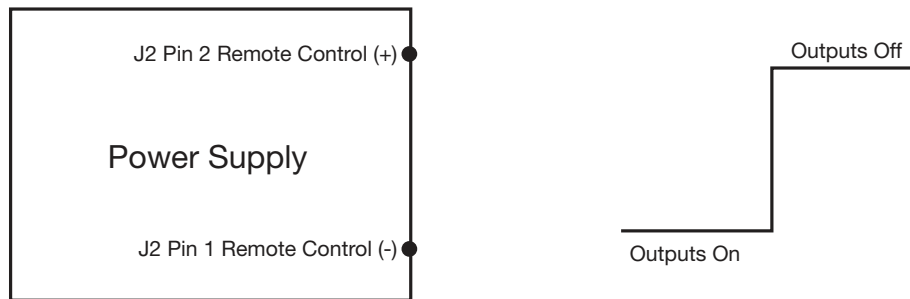 J2 Pin 2 Remote Control (+)
Power Supply
J2 Pin 1 Remote Control (-)
Outputs Off
Outputs On